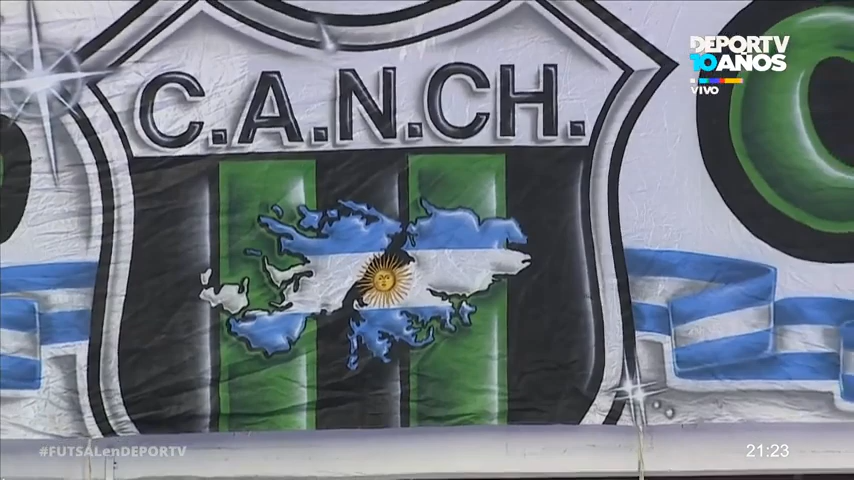 C.A.N.CH.
DEPORTV
10 AÑOS
VIVO
#FUTSALenDEPORTV
21:23